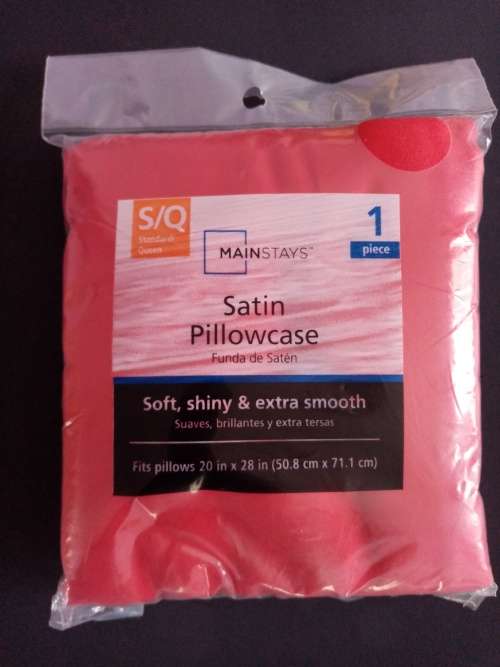 S/Q
Standard/
Queen
MAINSTAYS™
1
piece
Satin
Pillowcase
Funda de Satén
Soft, shiny & extra smooth
Suaves, brillantes y extra tersas
Fits pillows 20 in x 28 in (50.8 cm x 71.1 cm)